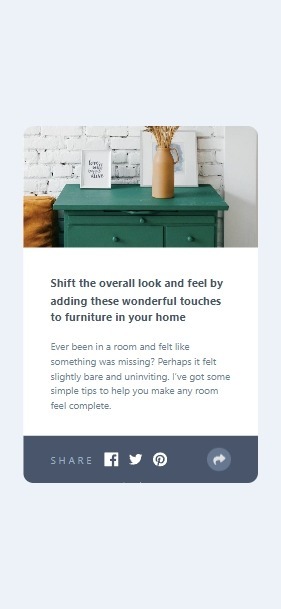 Shift the overall look and feel by
adding these wonderful touches
to furniture in your home
Ever been in a room and felt like
something was missing? Perhaps it felt
slightly bare and uninviting. I've got some
simple tips to help you make any room
feel complete.
SHARE